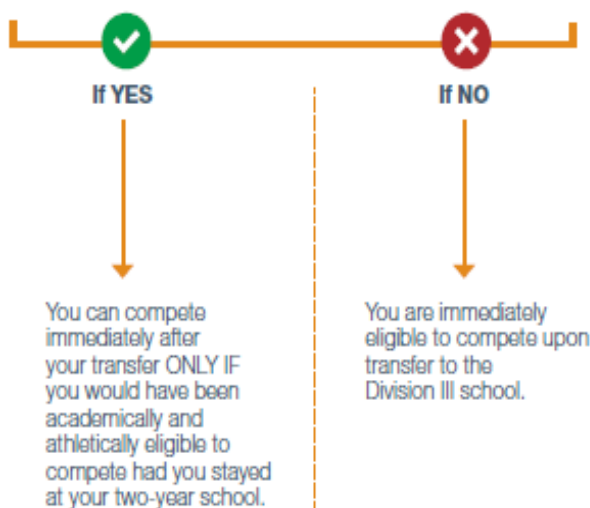 If YES
If NO
You can compete
immediately after
your transfer ONLY IF
you would have been
academically and
athletically eligible to
compete had you stayed
at your two-year school.
You are immediately
eligible to compete upon
transfer to the
Division III school.